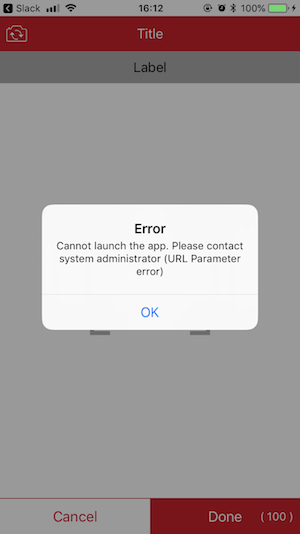 Slack 16:12 100%
Title
Label
Error
Cannot launch the app. Please contact
system administrator (URL Parameter
error)
OK
Cancel Done (100)